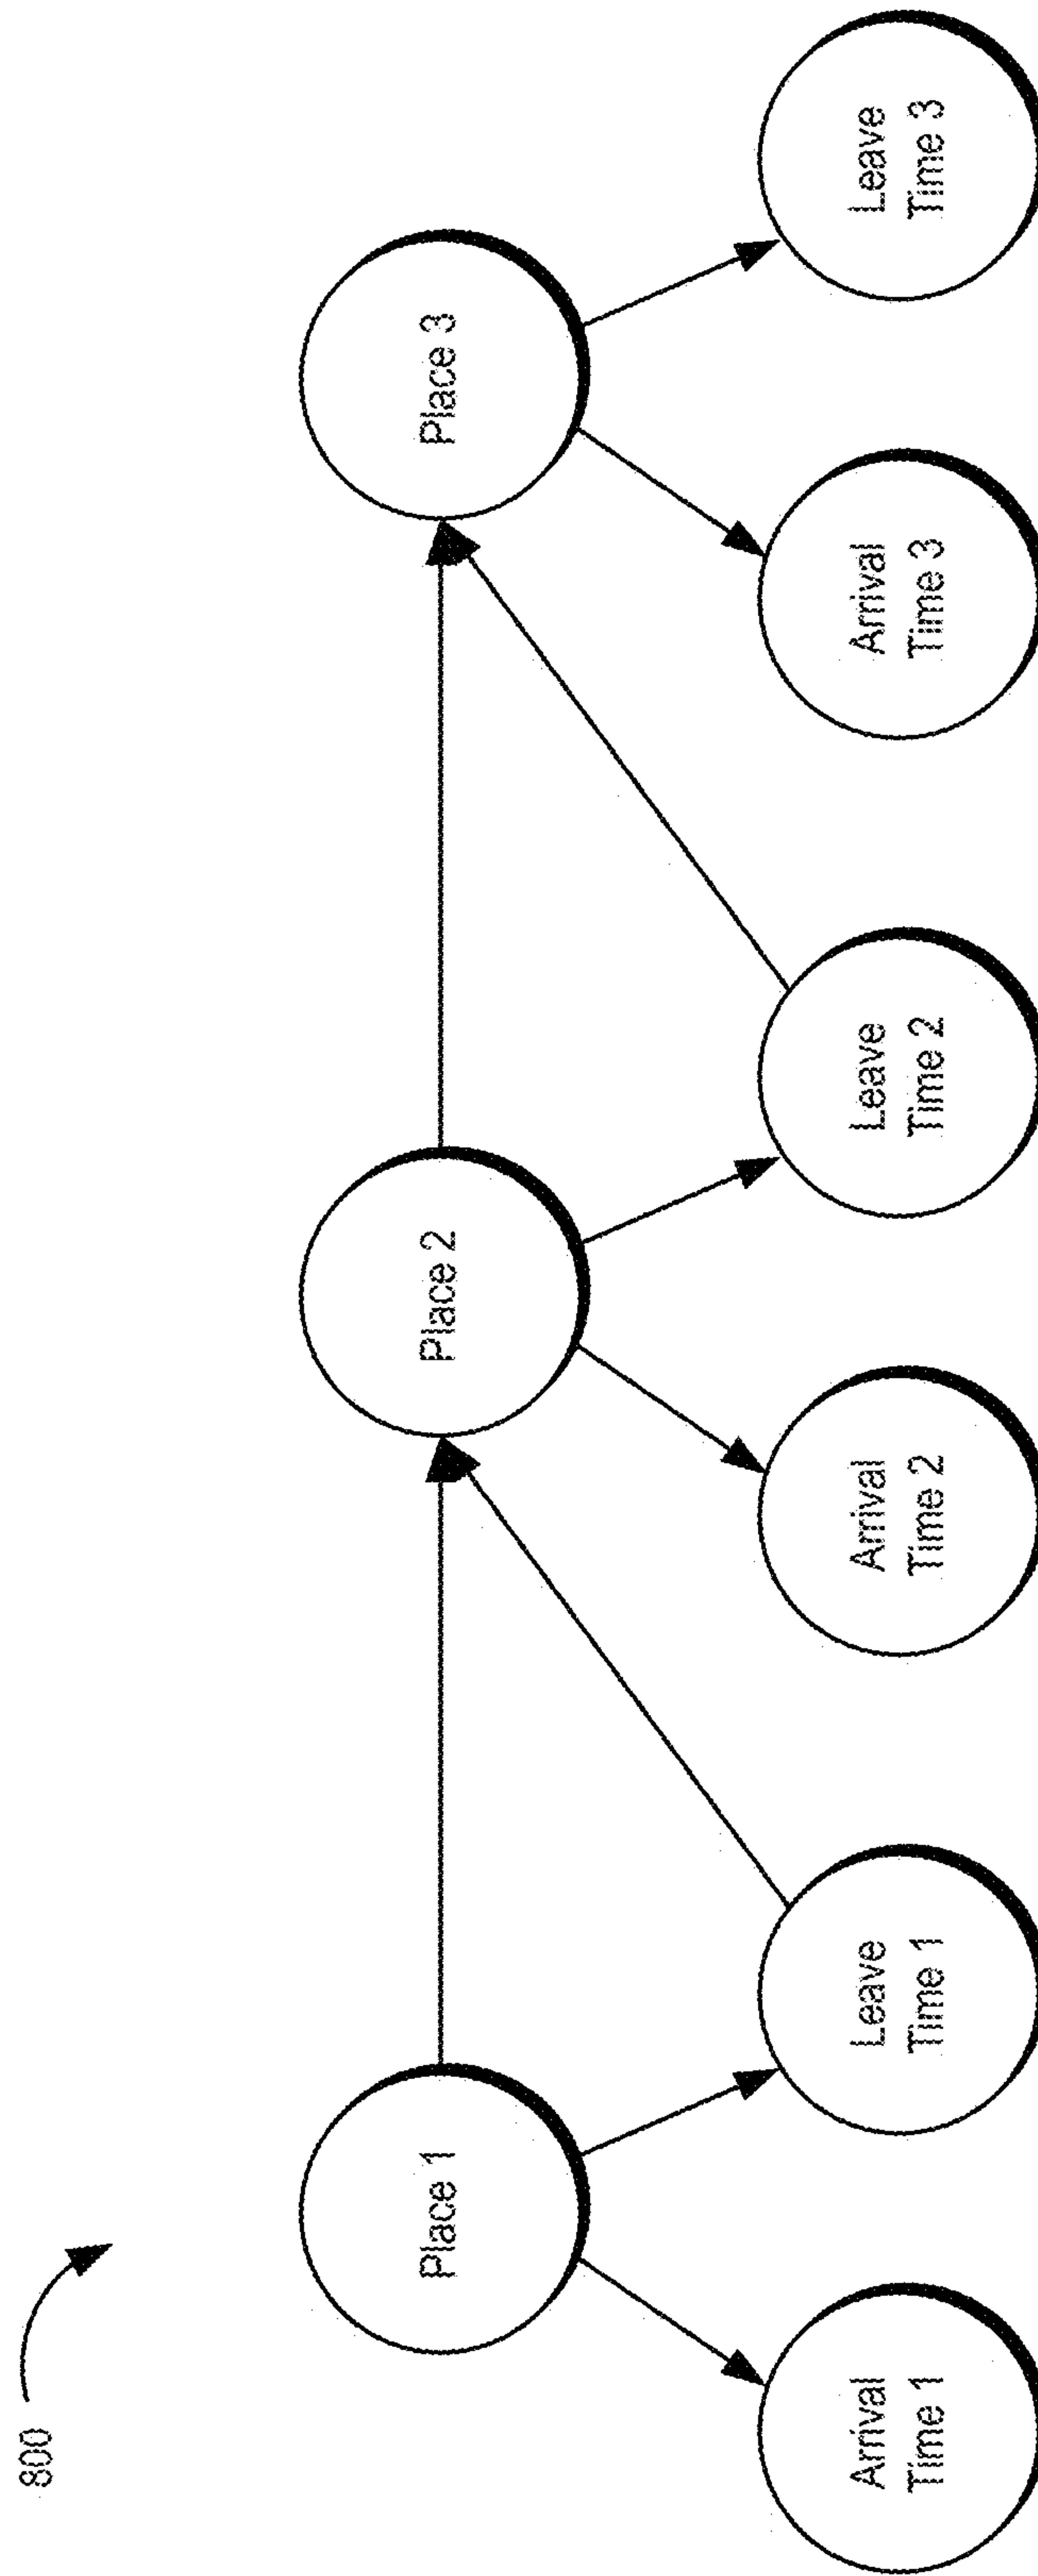 800
Place 1
Place 2
Place 3
Arrival
Time 1
Leave
Time 1
Arrival
Time 2
Leave
Time 2
Arrival
Time 3
Leave
Time 3